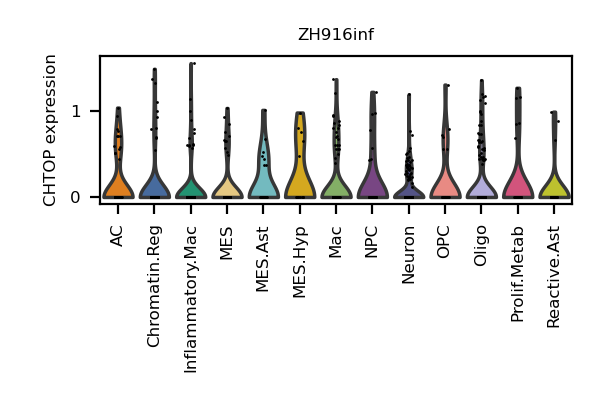 ZH916inf
CHTOP expression
1
0
AC
Chromatin.Reg
Inflammatory.Mac
MES
MES.Ast
MES.Hyp
Mac
NPC
Neuron
OPC
Oligo
Prolif.Metab
Reactive.Ast